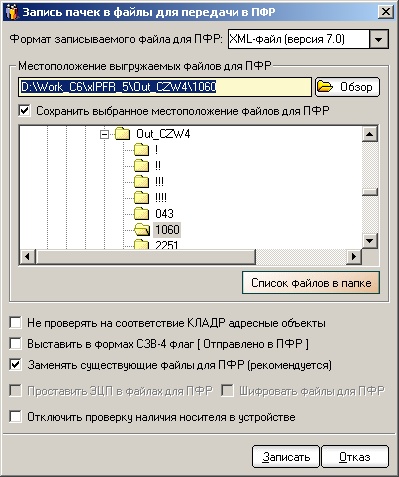 Запись пачек в файлы для передачи в ПФР
Формат записываемого файла для ПФР: XML-файл (версия 7.0)
Местоположение выгружаемых файлов для ПФР
D:\Work_C6\xlPFR_5\Out_CZW4\1060 Обзор
Сохранить выбранное местоположение файлов для ПФР
Out_CZW4
!
!!
!!!
!!!!
043
1060
2251
Список файлов в папке
Не проверять на соответствие КЛАДР адресные объекты
Выставить в формах СЗВ-4 флаг [ Отправлено в ПФР ]
Заменять существующие файлы для ПФР (рекомендуется)
Проставить ЭЦП в файлах для ПФР Шифровать файлы для ПФР
Отключить проверку наличия носителя в устройстве
Записать Отказ